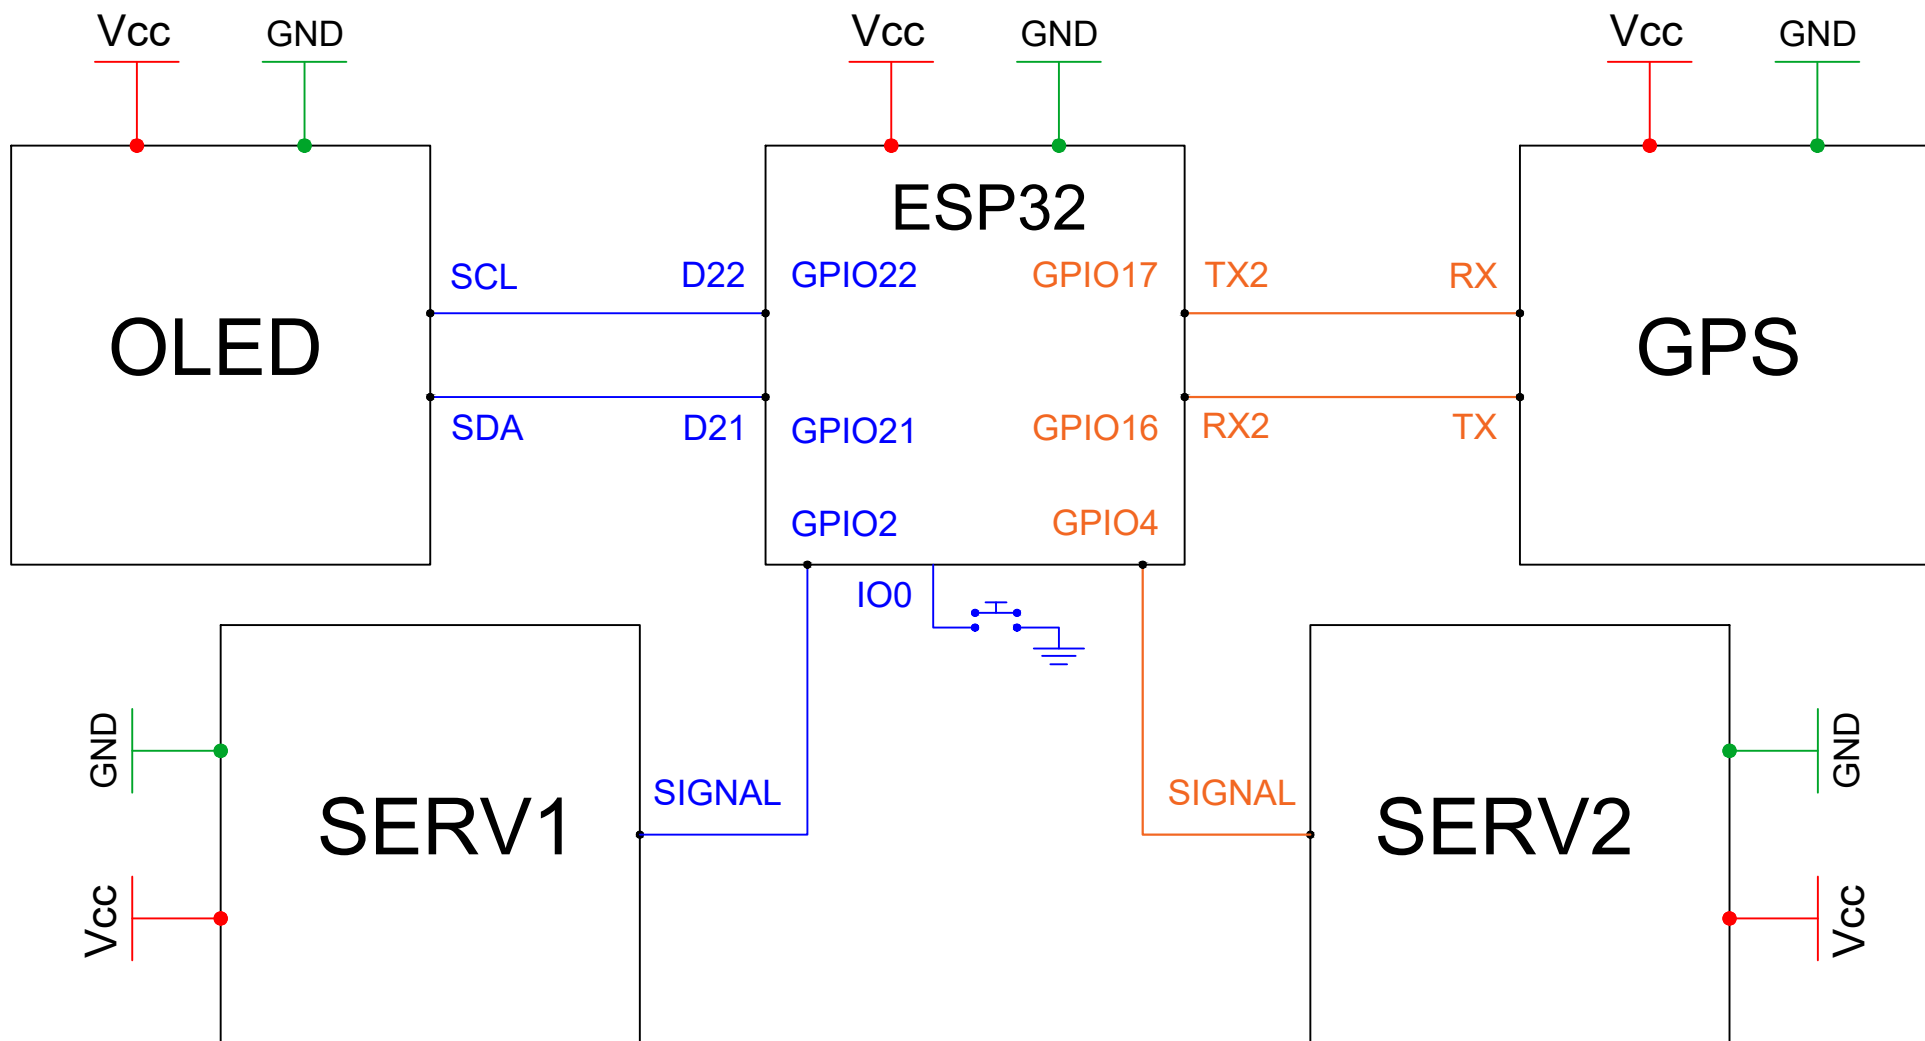 Vcc
GND
Vcc
GND
Vcc
GND
ESP32
SCL
D22
GPIO22
GPIO17
TX2
RX
OLED
GPS
SDA
D21
GPIO21
GPIO16
RX2
TX
GPIO2
GPIO4
IO0
GND
GND
SIGNAL
SIGNAL
SERV1
SERV2
Vcc
Vcc